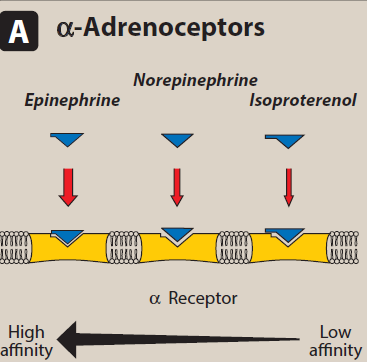 A α-Adrenoceptors
Norepinephrine
Epinephrine Isoproterenol
α Receptor
High affinity
Low affinity